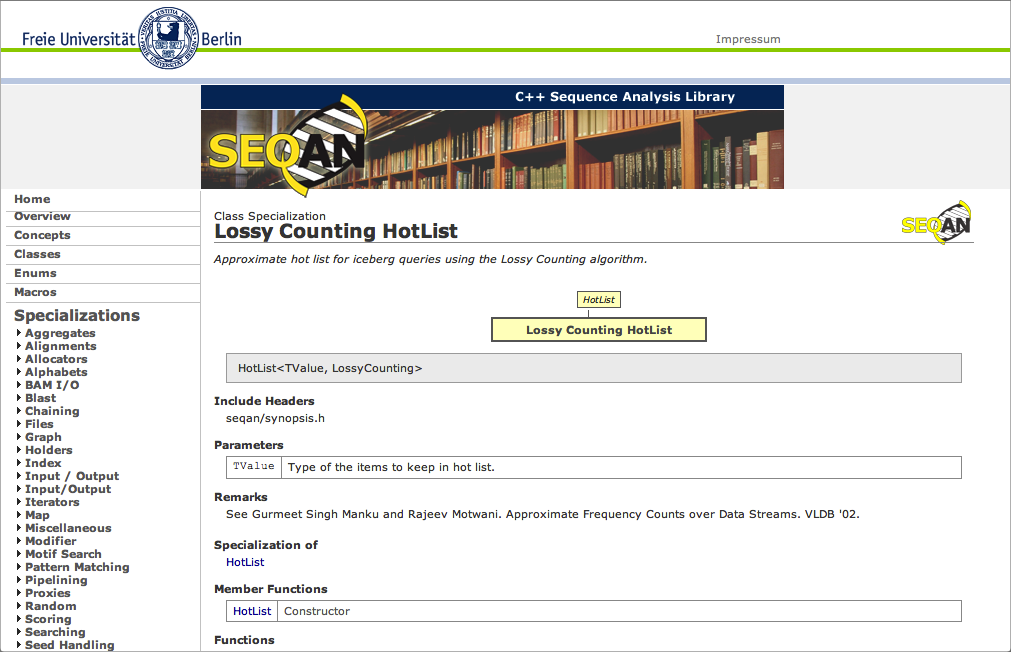 Freie Universität Berlin
Impressum
C++ Sequence Analysis Library
SEQAN
Home
Overview
Concepts
Classes
Enums
Macros
Specializations
Aggregates
Alignments
Allocators
Alphabets
BAM I/O
Blast
Chaining
Files
Graph
Holders
Index
Input / Output
Input/Output
Iterators
Map
Miscellaneous
Modifier
Motif Search
Pattern Matching
Pipelining
Proxies
Random
Scoring
Searching
Seed Handling
Class Specialization
Lossy Counting HotList
SEQAN
Approximate hot list for iceberg queries using the Lossy Counting algorithm.
HotList
Lossy Counting HotList
HotList<TValue, LossyCounting>
Include Headers
seqan/synopsis.h
Parameters
TValue Type of the items to keep in hot list.
Remarks
See Gurmeet Singh Manku and Rajeev Motwani. Approximate Frequency Counts over Data Streams. VLDB '02.
Specialization of
HotList
Member Functions
HotList Constructor
Functions